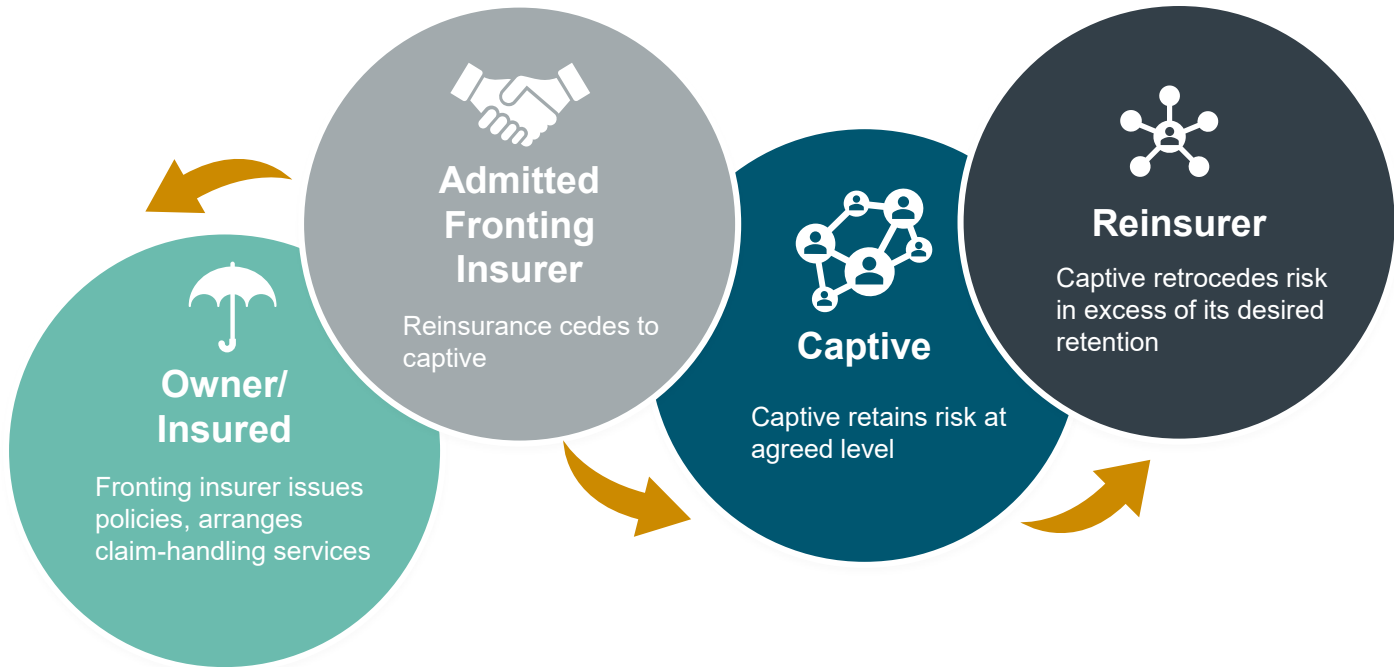 Owner/
Insured
Fronting insurer issues
policies, arranges
claim-handling services
Admitted
Fronting
Insurer
Reinsurance cedes to
captive
Captive
Captive retains risk at
agreed level
Reinsurer
Captive retrocedes risk
in excess of its desired
retention